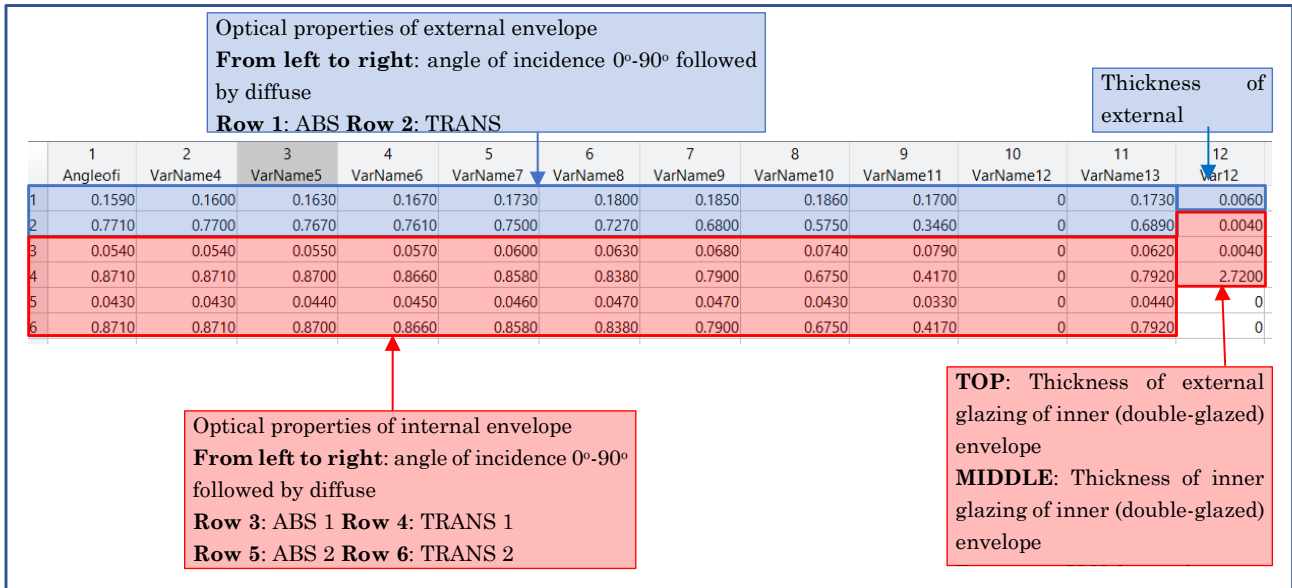 Optical properties of external envelope
From left to right: angle of incidence 0°-90° followed
by diffuse
Row 1: ABS Row 2: TRANS
Thickness of
external
1 2 3 4 5 6 7 8 9 10 11 12
Angleofi VarName4 VarName5 VarName6 VarName7 VarName8 VarName9 VarName10 VarName11 VarName12 VarName13 Var12
1 0.1590 0.1600 0.1630 0.1670 0.1730 0.1800 0.1850 0.1860 0.1700 0 0.1730 0.0060
2 0.7710 0.7700 0.7670 0.7610 0.7500 0.7270 0.6800 0.5750 0.3460 0 0.6890 0.0040
3 0.0540 0.0540 0.0550 0.0570 0.0600 0.0630 0.0680 0.0740 0.0790 0 0.0620 0.0040
4 0.8710 0.8710 0.8700 0.8660 0.8580 0.8380 0.7900 0.6750 0.4170 0 0.7920 2.7200
5 0.0430 0.0430 0.0440 0.0450 0.0460 0.0470 0.0470 0.0430 0.0330 0 0.0440 0
6 0.8710 0.8710 0.8700 0.8660 0.8580 0.8380 0.7900 0.6750 0.4170 0 0.7920 0
Optical properties of internal envelope
From left to right: angle of incidence 0°-90°
followed by diffuse
Row 3: ABS 1 Row 4: TRANS 1
Row 5: ABS 2 Row 6: TRANS 2
TOP: Thickness of external
glazing of inner (double-glazed)
envelope
MIDDLE: Thickness of inner
glazing of inner (double-glazed)
envelope